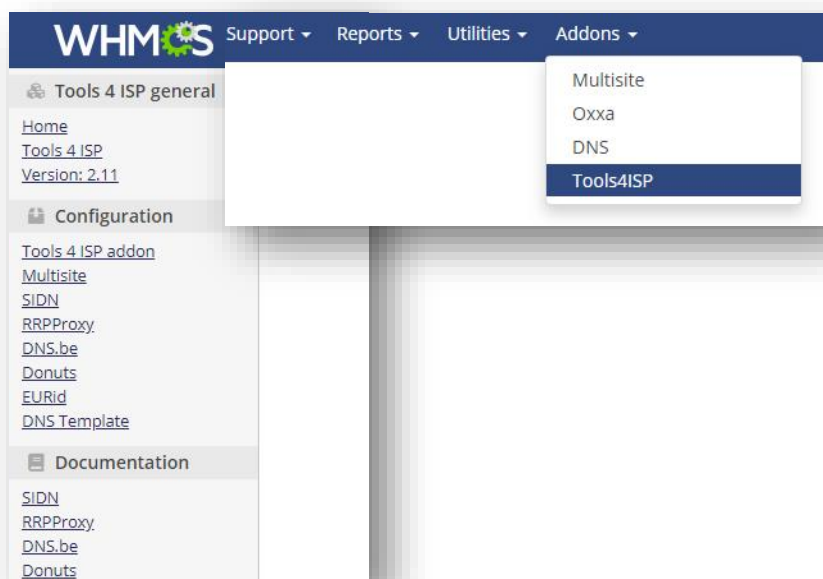 WHMCS Support Reports Utilities Addons
Multisite
Oxxa
DNS
Tools4ISP
Tools 4 ISP general
Home
Tools 4 ISP
Version: 2.11
Configuration
Tools 4 ISP addon
Multisite
SIDN
RRPProxy
DNS.be
Donuts
EURid
DNS Template
Documentation
SIDN
RRPProxy
DNS.be
Donuts